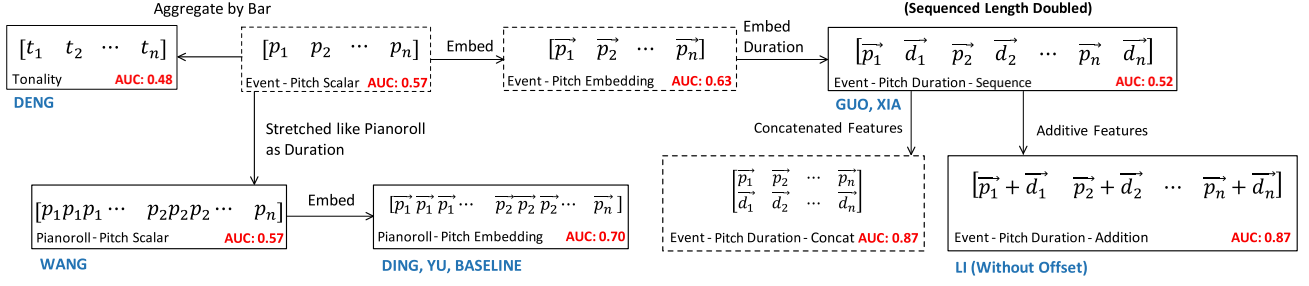 Aggregate by Bar
(Sequenced Length Doubled)
[t₁ t₂ ⋯ tₙ]
Tonality AUC: 0.48
DENG
[p₁ p₂ ⋯ pₙ]
Event - Pitch Scalar AUC: 0.57
Embed
[p₁⃗ p₂⃗ ⋯ pₙ⃗]
Event - Pitch Embedding AUC: 0.63
Embed
Duration
[p₁⃗ d₁⃗ p₂⃗ d₂⃗ ⋯ pₙ⃗ dₙ⃗]
Event - Pitch Duration - Sequence AUC: 0.52
GUO, XIA
Stretched like Pianoroll
as Duration
Concatenated Features
Additive Features
[p₁p₁p₁ ⋯ p₂p₂p₂ ⋯ pₙ]
Pianoroll - Pitch Scalar AUC: 0.57
WANG
Embed
[p₁⃗ p₁⃗ p₁⃗ ⋯ p₂⃗ p₂⃗ p₂⃗ ⋯ pₙ⃗]
Pianoroll - Pitch Embedding AUC: 0.70
DING, YU, BASELINE
[p₁⃗ p₂⃗ ⋯ pₙ⃗
d₁⃗ d₂⃗ ⋯ dₙ⃗]
Event - Pitch Duration - Concat AUC: 0.87
[p₁⃗ + d₁⃗ p₂⃗ + d₂⃗ ⋯ pₙ⃗ + dₙ⃗]
Event - Pitch Duration - Addition AUC: 0.87
LI (Without Offset)